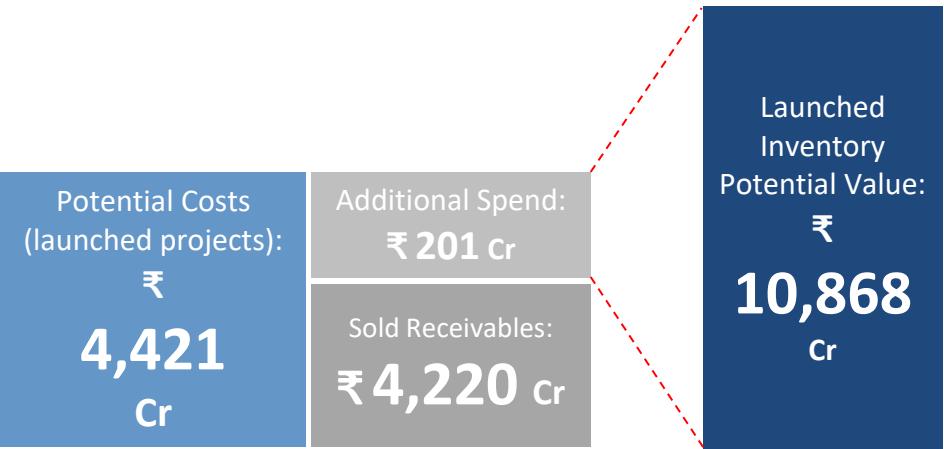 Potential Costs
(launched projects):
₹
4,421
Cr
Additional Spend:
₹ 201 Cr
Sold Receivables:
₹ 4,220 Cr
Launched
Inventory
Potential Value:
₹
10,868
Cr